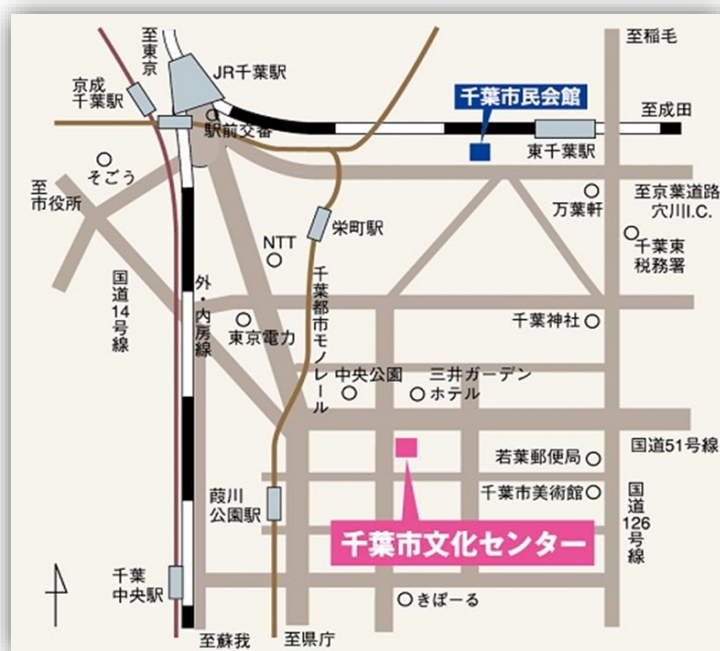 至東京
JR千葉駅
京成
千葉駅
駅前交番
千葉市民会館
至稲毛
至成田
東千葉駅
そごう
至
市役所
万葉軒
至京葉道路
穴川I.C.
千葉東
税務署
栄町駅
NTT
国道14号線
外・内房線
千葉都市モノレール
東京電力
千葉神社
中央公園
三井ガーデン
ホテル
国道51号線
若葉郵便局
千葉市美術館
国道126号線
葭川
公園駅
千葉市文化センター
千葉
中央駅
きぼーる
至蘇我
至県庁